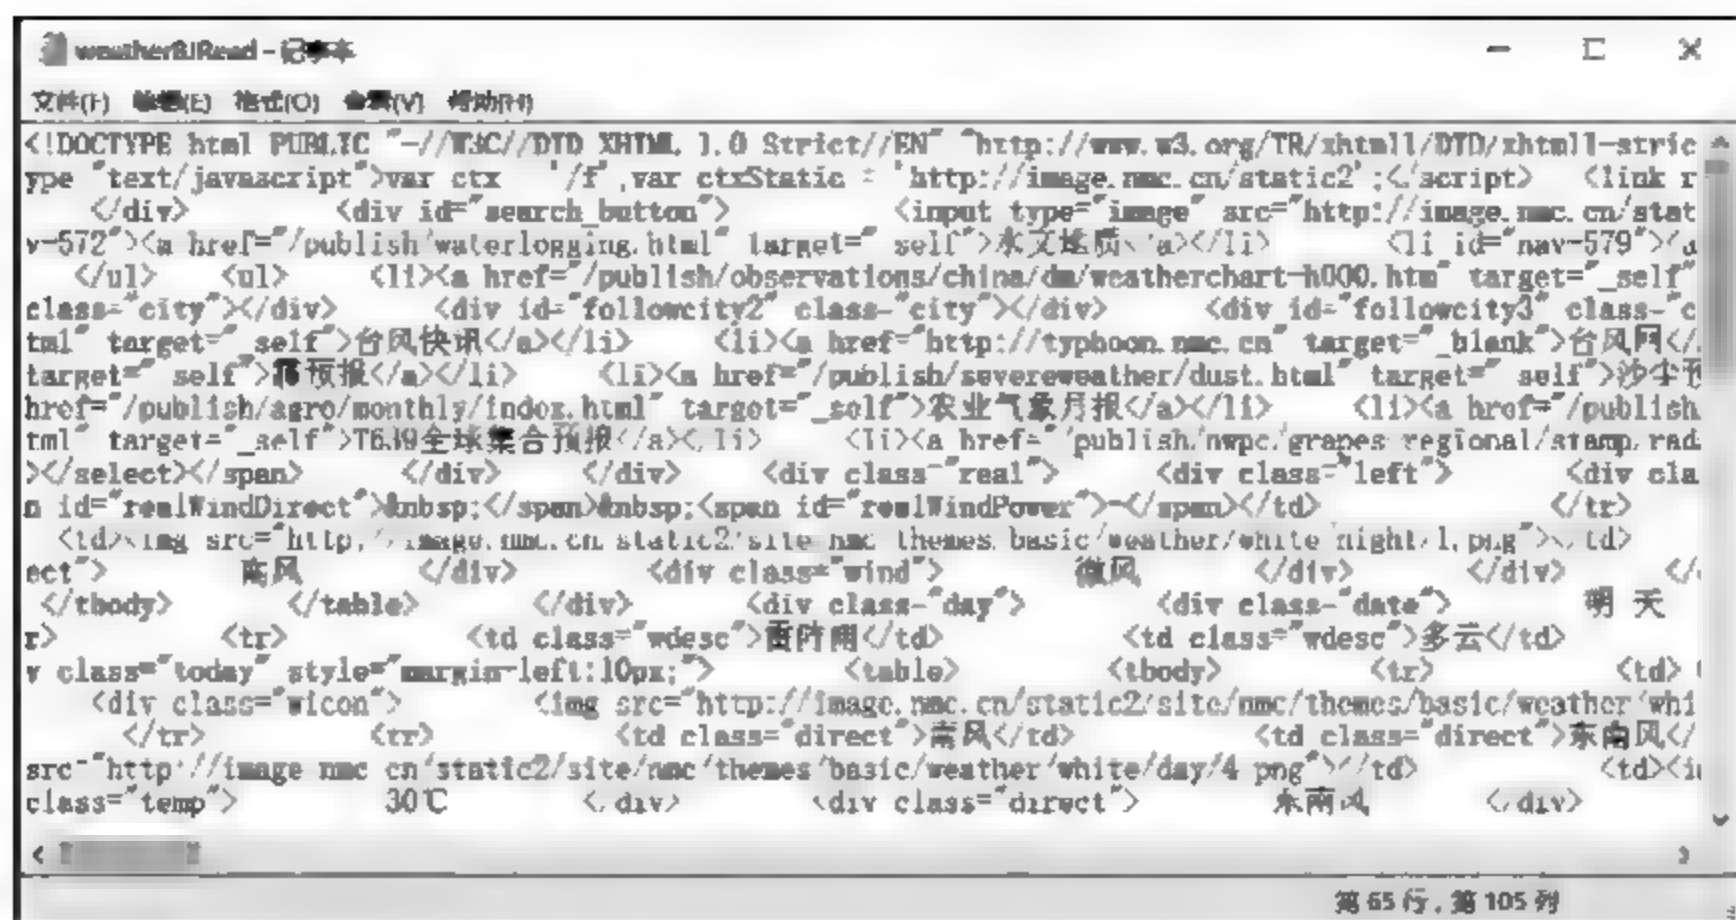 weatherBJRead - 记事本
文件(F) 编辑(E) 格式(O) 查看(V) 帮助(H)
<!DOCTYPE html PUBLIC "-//W3C//DTD XHTML 1.0 Strict//EN" "http://www.w3.org/TR/xhtml1/DTD/xhtml1-stric
ype "text/javascript">var ctx '/f',var ctxStatic = 'http://image.nmc.cn/static2';</script> <link r
</div> <div id="search_button"> <input type="image" src="http://image.nmc.cn/stat
v-572"><a href="/publish/waterlogging.html" target="_self"></a></li> <li id="nav-579"><a
</ul> <ul> <li><a href="/publish/observations/china/dm/weatherchart-h000.htm" target="_self"
class="city"></div> <div id="followcity2" class="city"></div> <div id="followcity3" class="c
tml" target="_self">台风快讯</a></li> <li><a href="http://typhoon.nmc.cn" target="_blank">台风网</
target="_self">预报</a></li> <li><a href="/publish/severeweather/dust.html" target="_self">沙尘
href="/publish/agro/monthly/index.html" target="_self">农业气象月报</a></li> <li><a href="/publish
tml" target="_self">T639全球集合预报</a></li> <li><a href="/publish/nwpc/grapes_regional/stamp/rad
></select></span> </div> </div> <div class="real"> <div class="left"> <div cla
n id="realWindDirect">&nbsp;</span>&nbsp;<span id="realWindPower">-</span></td> </tr>
<td><img src="http://image.nmc.cn/static2/site/nmc/themes/basic/weather/white/night/1.png"></td>
ect"> 南风 </div> <div class="wind"> 微风 </div> </div> </
</tbody> </table> </div> <div class="day"> <div class="date"> 明天
r> <tr> <td class="wdesc">雷阵雨</td> <td class="wdesc">多云</td>
v class="today" style="margin-left:10px;"> <table> <tbody> <tr> <td>
<div class="wicon"> <img src="http://image.nmc.cn/static2/site/nmc/themes/basic/weather/whi
</tr> <tr> <td class="direct">南风</td> <td class="direct">东南风</
src="http://image.nmc.cn/static2/site/nmc/themes/basic/weather/white/day/4.png"></td> <td><i
class="temp"> 30℃ </div> <div class="direct"> 东南风 </div>
第 65 行，第 105 列